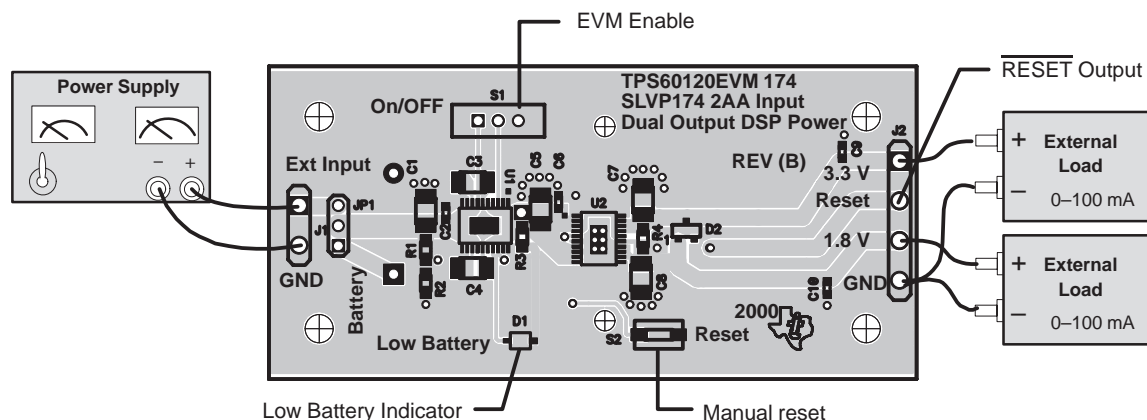 EVM Enable
RESET Output
Power Supply
−
+
TPS60120EVM 174
SLVP174 2AA Input
Dual Output DSP Power
S1
On/OFF
Ext Input
C1
C3
U1
C5
C6
C7
C9
J2
REV (B)
3.3 V
Reset
1.8 V
GND
JP1
J1
C2
R1
R2
R3
C4
U2
R4
1
D2
C8
C10
GND
Battery
D1
Low Battery
S2
Reset
2000
+
−
External
Load
0–100 mA
+
−
External
Load
0–100 mA
Low Battery Indicator
Manual reset